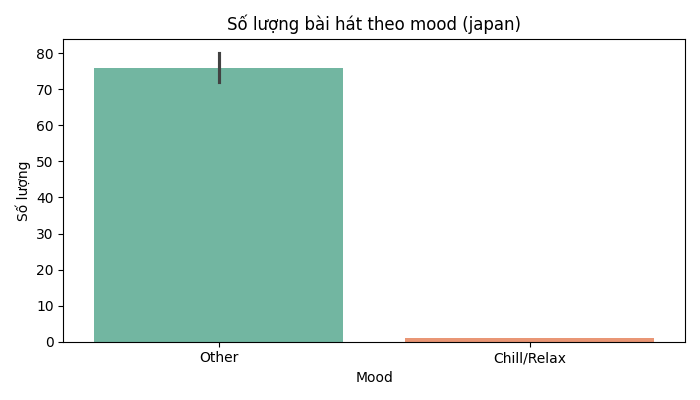 Số lượng bài hát theo mood (japan)
Số lượng
80
70
60
50
40
30
20
10
0
Other
Chill/Relax
Mood